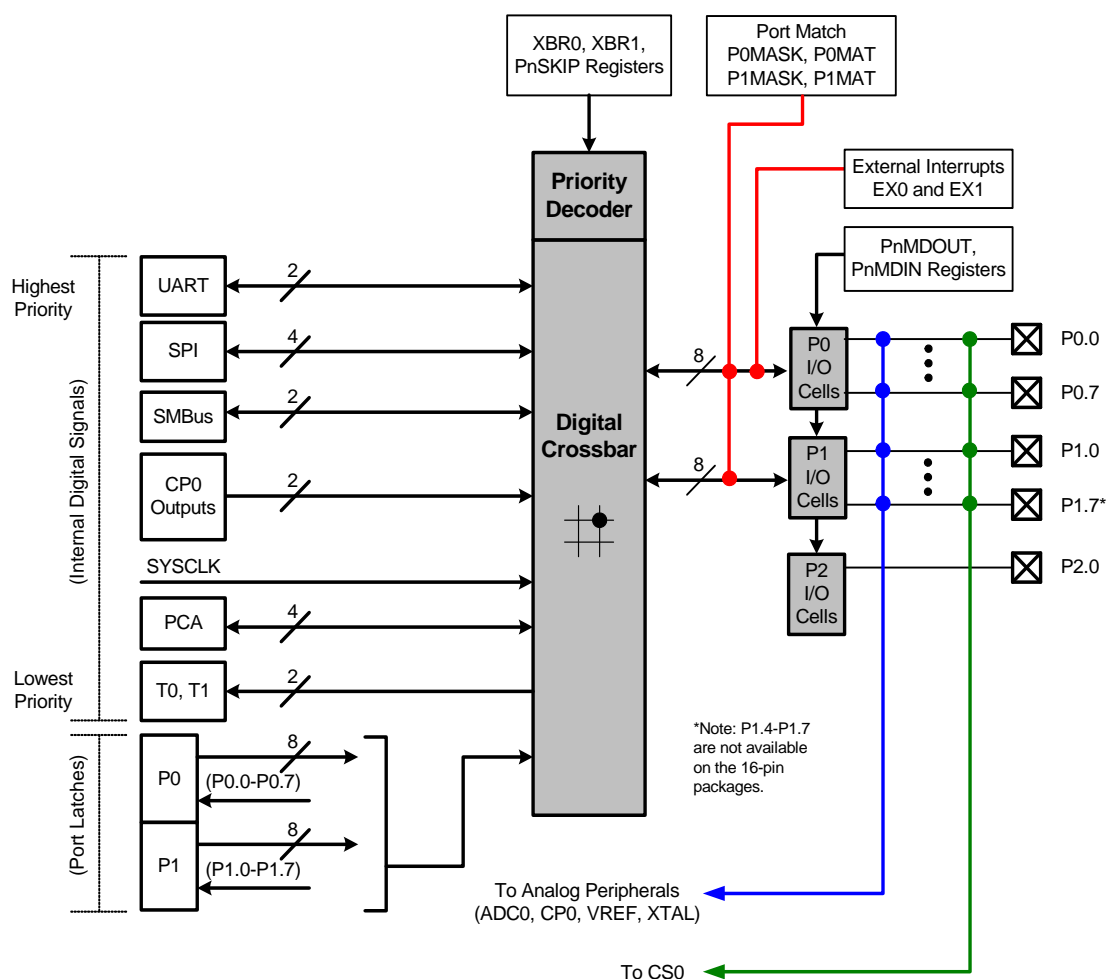 XBR0, XBR1,
PnSKIP Registers
Port Match
P0MASK, P0MAT
P1MASK, P1MAT
Priority
Decoder
External Interrupts
EX0 and EX1
PnMDOUT,
PnMDIN Registers
Highest
Priority
UART
2
SPI
4
SMBus
2
CP0
Outputs
2
SYSCLK
PCA
4
Lowest
Priority
T0, T1
2
(Internal Digital Signals)
Digital
Crossbar
8
8
P0
I/O
Cells
P1
I/O
Cells
P2
I/O
Cells
P0.0
P0.7
P1.0
P1.7*
P2.0
*Note: P1.4-P1.7
are not available
on the 16-pin
packages.
(Port Latches)
P0
8
(P0.0-P0.7)
P1
8
(P1.0-P1.7)
To Analog Peripherals
(ADC0, CP0, VREF, XTAL)
To CS0